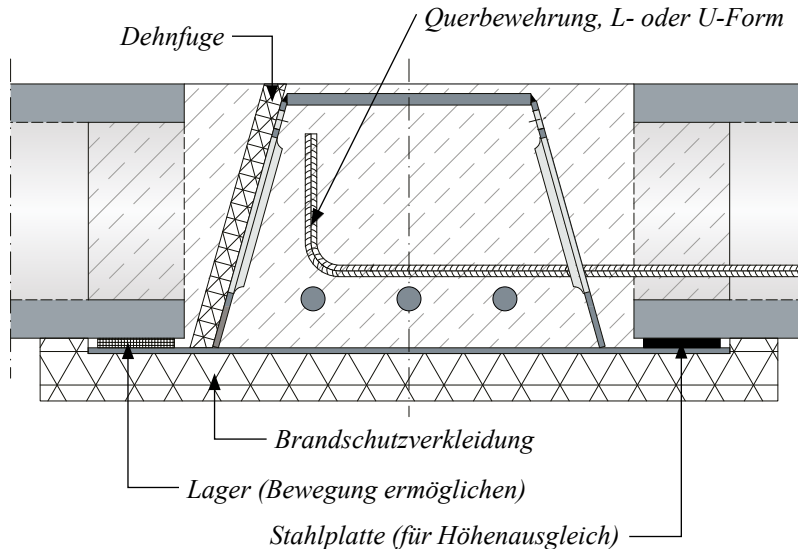 Querbewehrung, L- oder U-Form
Dehnfuge
Brandschutzverkleidung
Lager (Bewegung ermöglichen)
Stahlplatte (für Höhenausgleich)